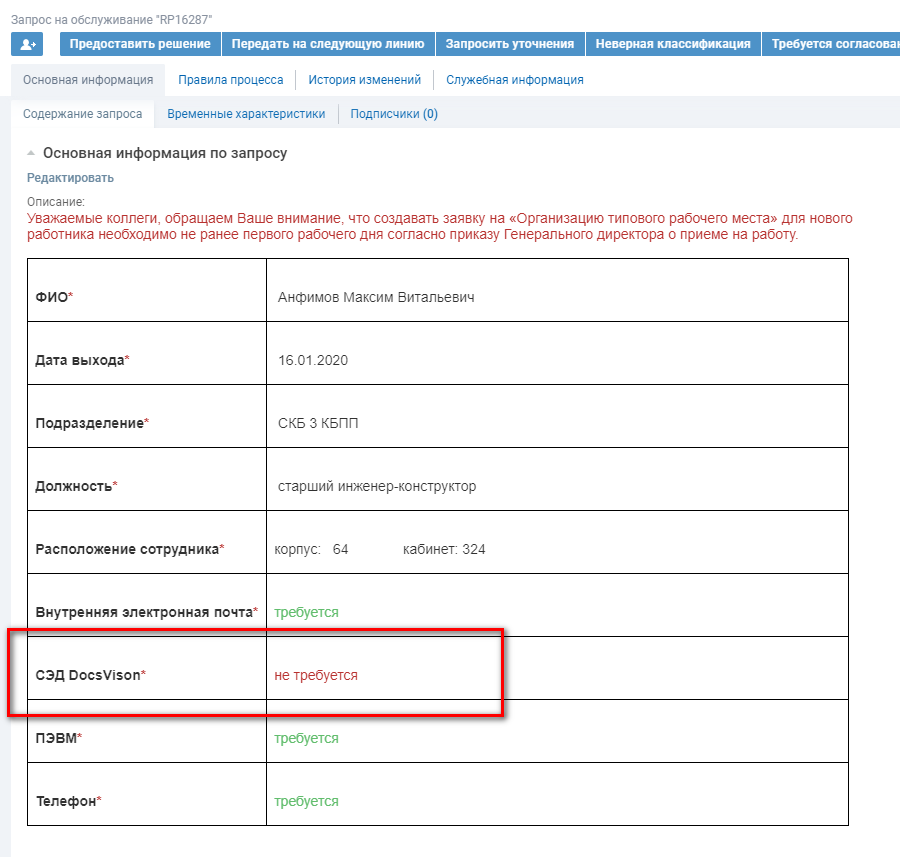 Запрос на обслуживание "RP16287"
Предоставить решение Передать на следующую линию Запросить уточнения Неверная классификация Требуется согласован
Основная информация Правила процесса История изменений Служебная информация
Содержание запроса Временные характеристики Подписчики (0)
Основная информация по запросу
Редактировать
Описание:
Уважаемые коллеги, обращаем Ваше внимание, что создавать заявку на «Организацию типового рабочего места» для нового
работника необходимо не ранее первого рабочего дня согласно приказу Генерального директора о приеме на работу.
ФИО* Анфимов Максим Витальевич
Дата выхода* 16.01.2020
Подразделение* СКБ 3 КБПП
Должность* старший инженер-конструктор
Расположение сотрудника* корпус: 64 кабинет: 324
Внутренняя электронная почта* требуется
СЭД DocsVison* не требуется
ПЭВМ* требуется
Телефон* требуется